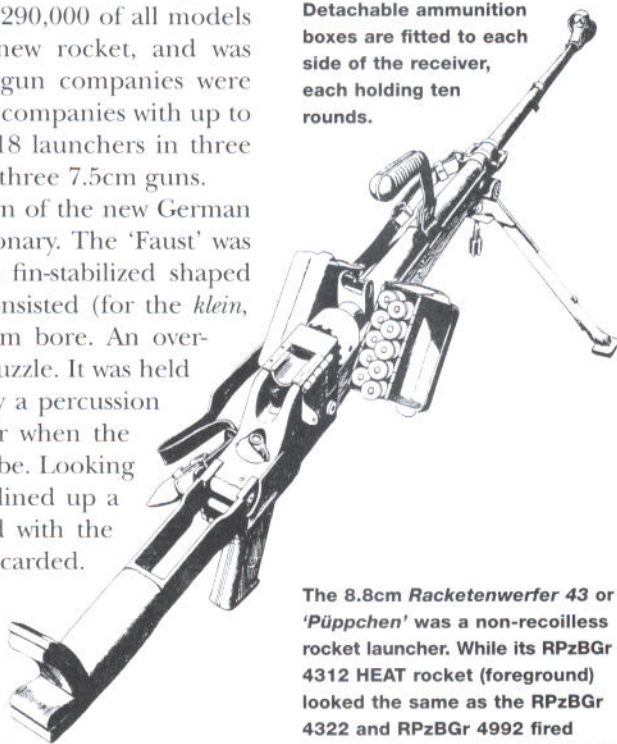 290,000 of all models
new rocket, and was
gun companies were
companies with up to
18 launchers in three
three 7.5cm guns.
n of the new German
onary. The 'Faust' was
fin-stabilized shaped
nsisted (for the klein,
m bore. An over-
uzzle. It was held
y a percussion
r when the
be. Looking
lined up a
d with the
carded.
Detachable ammunition
boxes are fitted to each
side of the receiver,
each holding ten
rounds.
The 8.8cm Racketenwerfer 43 or
'Püppchen' was a non-recoilless
rocket launcher. While its RPzBGr
4312 HEAT rocket (foreground)
looked the same as the RPzBGr
4322 and RPzBGr 4992 fired